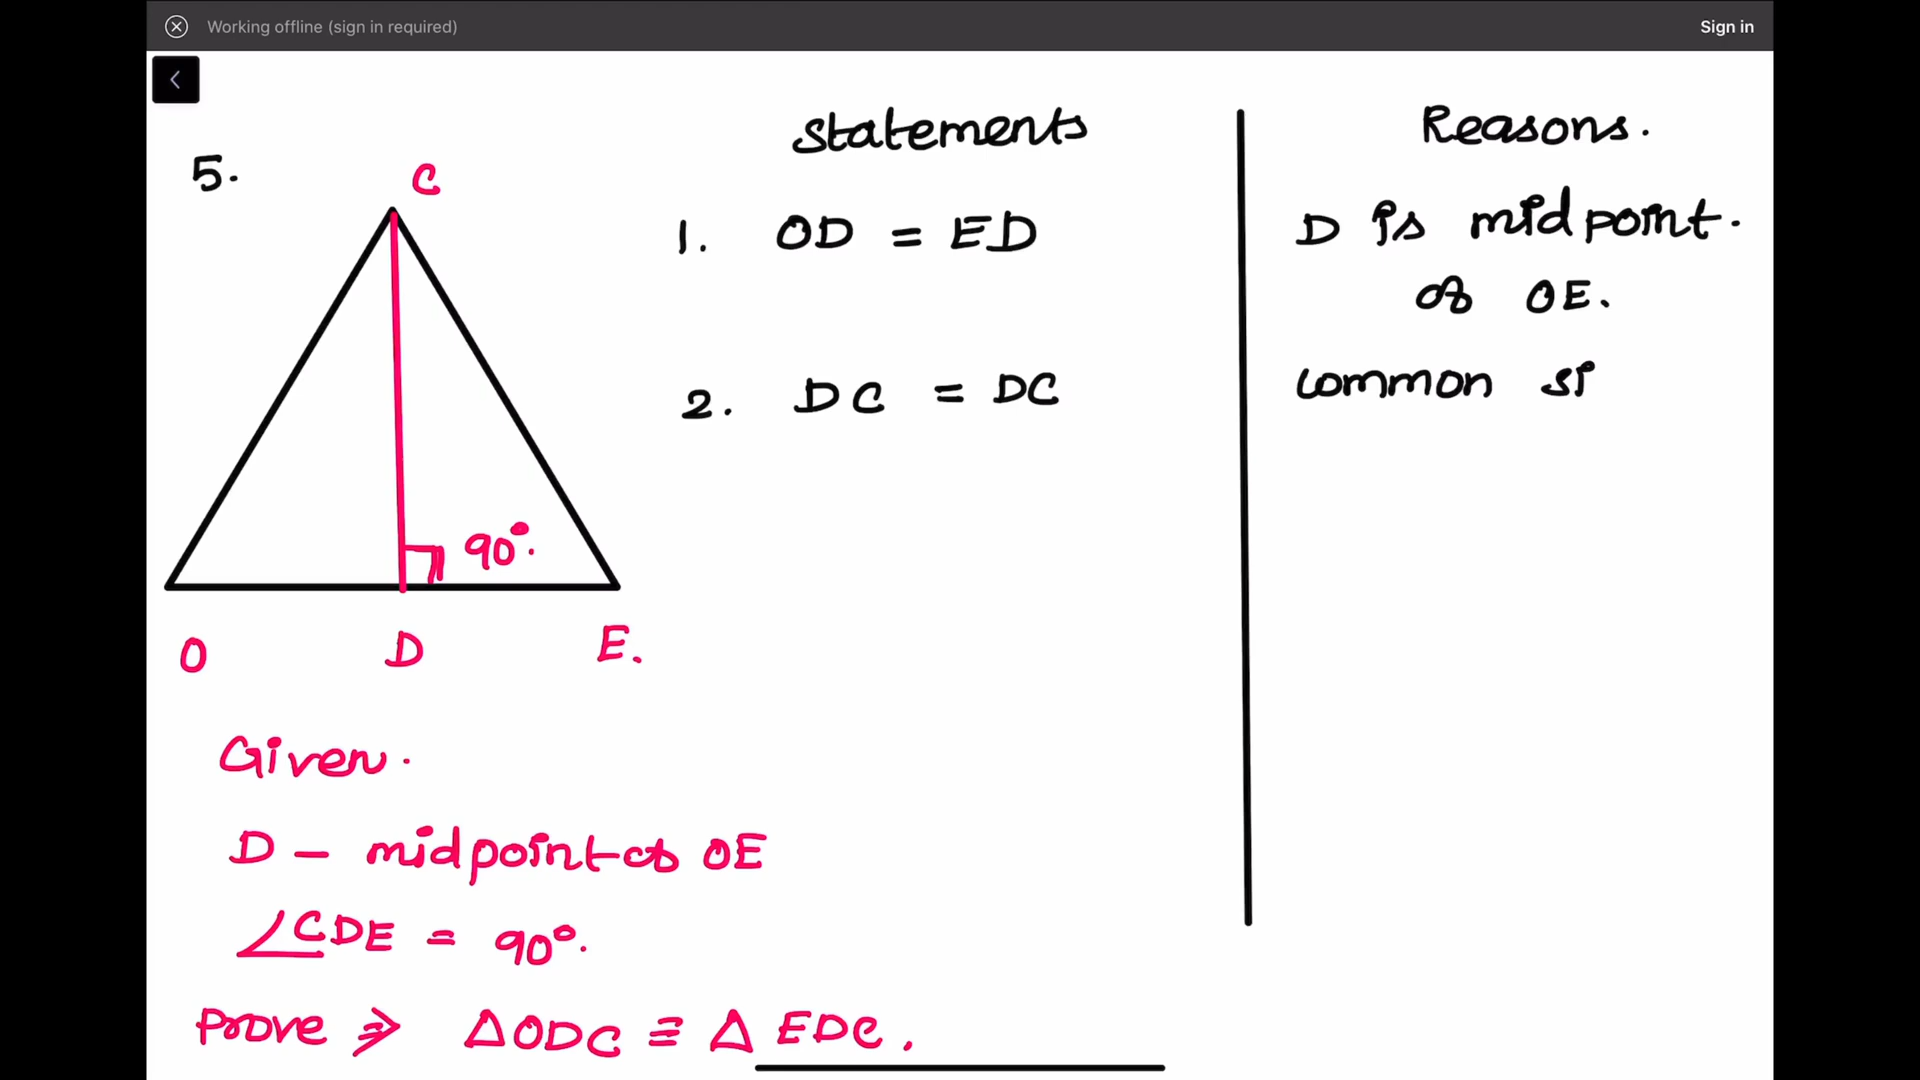 Working offline (sign in required)
Sign in
Statements
Reasons.
5.
C
1. OD = ED
D is midpoint.
of OE.
2. DC = DC
common si
90°.
O D E.
Given.
D – midpoint of OE
∠CDE = 90°.
Prove ⇒ ΔODC ≡ Δ EDC.